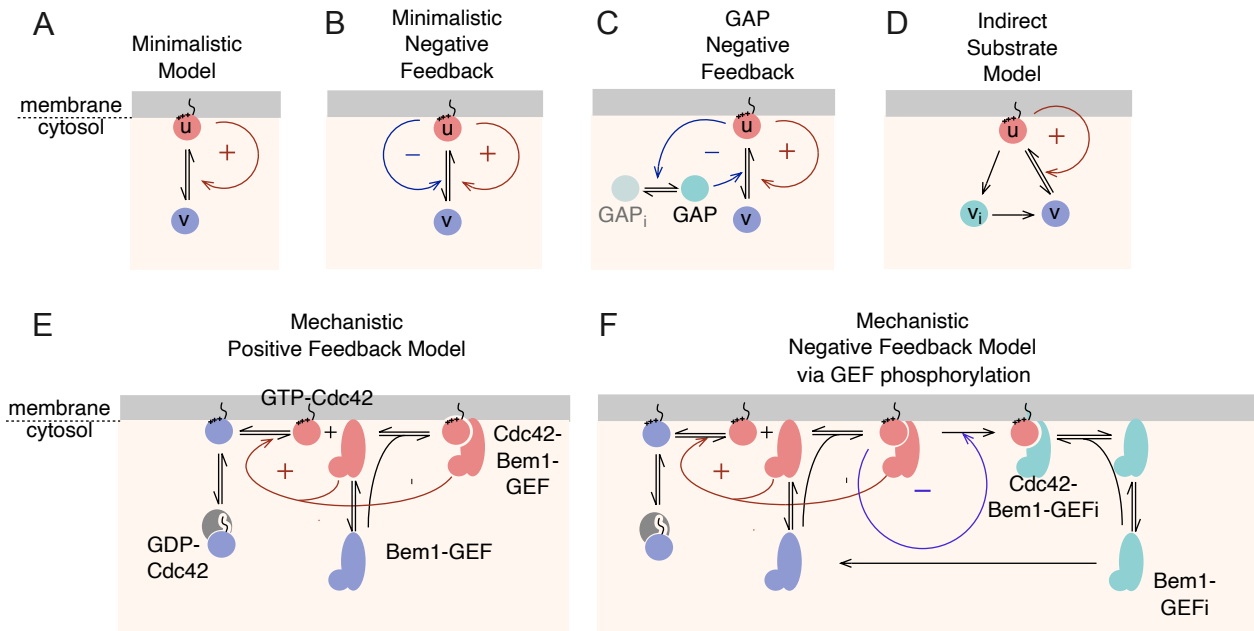 A
Minimalistic
Model
membrane
cytosol
u
+
v
B
Minimalistic
Negative
Feedback
u
−
+
v
C
GAP
Negative
Feedback
u
−
+
GAPi
GAP
v
D
Indirect
Substrate
Model
u
+
vi
v
E
Mechanistic
Positive Feedback Model
membrane
cytosol
GTP-Cdc42
+
+
Cdc42-
Bem1-
GEF
GDP-
Cdc42
Bem1-GEF
F
Mechanistic
Negative Feedback Model
via GEF phosphorylation
+
+
−
Cdc42-
Bem1-GEFi
Bem1-
GEFi